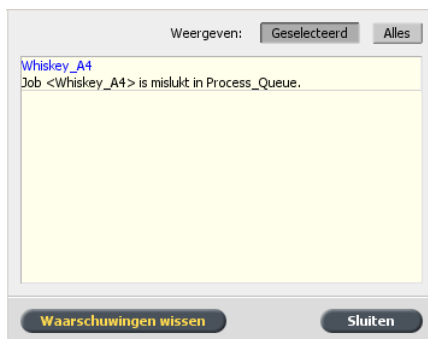 Weergeven: Geselecteerd Alles
Whiskey_A4
Job <Whiskey_A4> is mislukt in Process_Queue.
Waarschuwingen wissen Sluiten